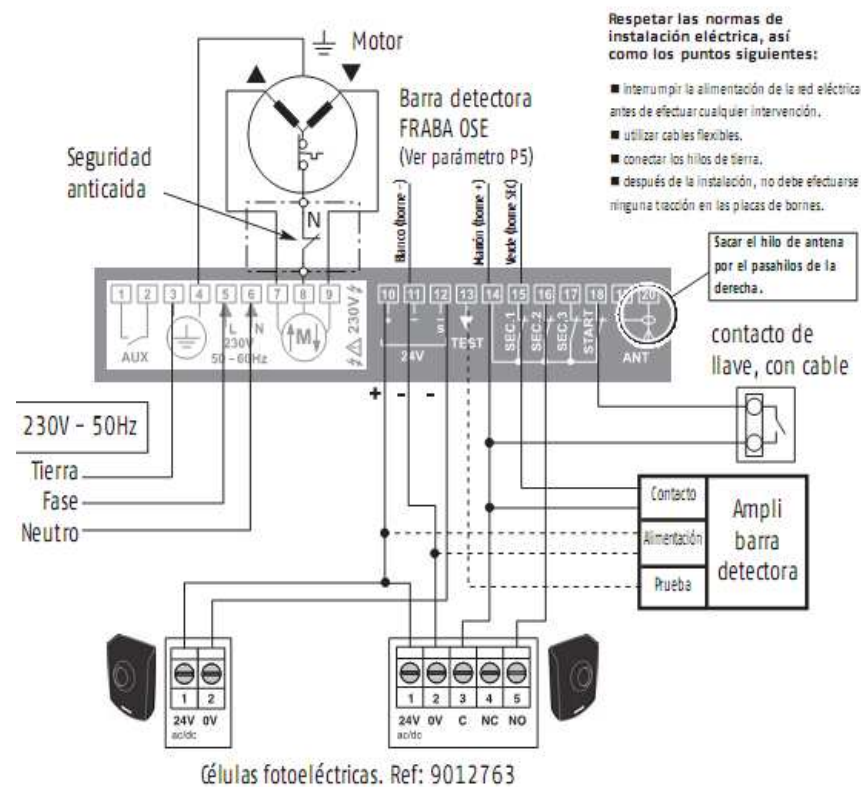 Respetar las normas de
instalación eléctrica, así
como los puntos siguientes:
■ interrumpir la alimentación de la red eléctrica
antes de efectuar cualquier intervención.
■ utilizar cables flexibles.
■ conectar los hilos de tierra.
■ después de la instalación, no debe efectuarse
ninguna tracción en las placas de bornes.
Motor
Barra detectora
FRABA OSE
(Ver parámetro P5)
Seguridad
anticaida
N
Blanco (borne -)
Marrón (borne +)
Verde (borne SEC)
Sacar el hilo de antena
por el pasahilos de la
derecha.
1 2 3 4 5 6 7 8 9 10 11 12 13 14 15 16 17 18 19 20
AUX
L N
230V
50 - 60Hz
M
230V
+ - S
24V
TEST
SEC.1
SEC.2
SEC.3
START
ANT
+ - -
contacto de
llave, con cable
230V - 50Hz
Tierra
Fase
Neutro
Contacto
Alimentación
Prueba
Ampli
barra
detectora
1 2
24V 0V
ac/dc
1 2 3 4 5
24V 0V C NC NO
ac/dc
Células fotoeléctricas. Ref: 9012763